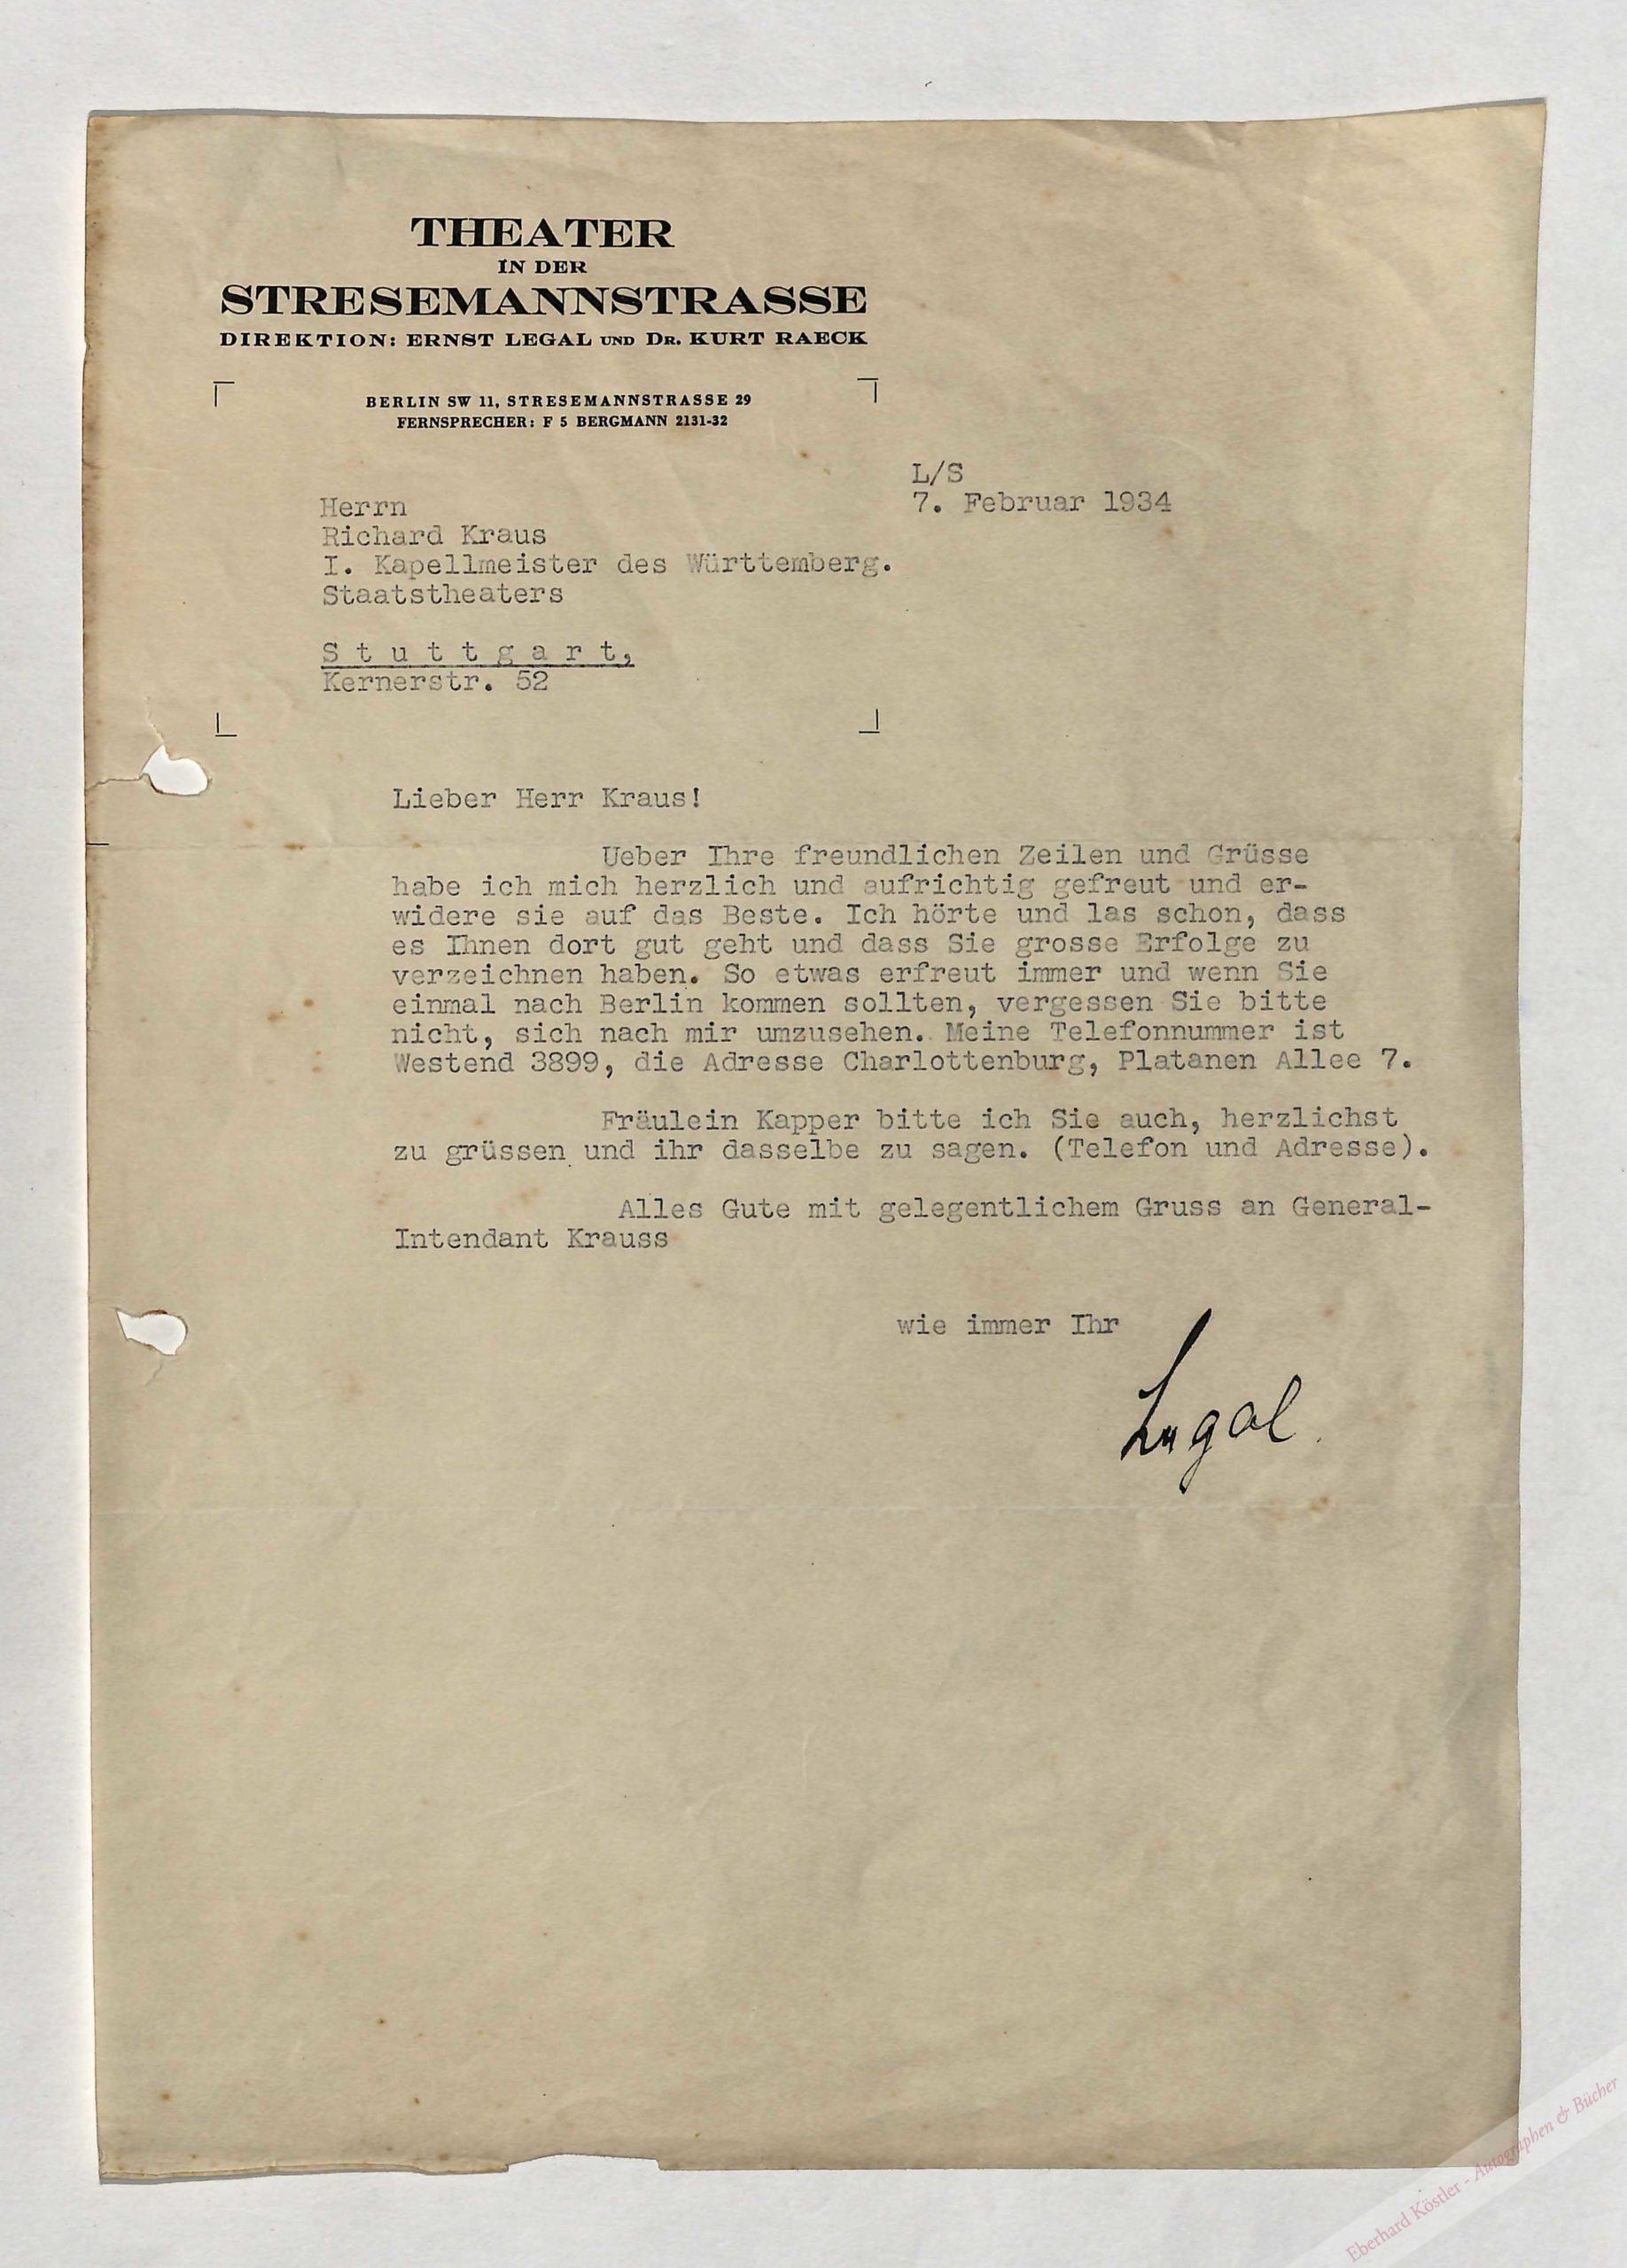 THEATER
IN DER
STRESEMANNSTRASSE
DIREKTION: ERNST LEGAL UND DR. KURT RAECK
BERLIN SW 11, STRESEMANNSTRASSE 29
FERNSPRECHER: F 5 BERGMANN 2131-32
L/S
7. Februar 1934
Herrn
Richard Kraus
I. Kapellmeister des Württemberg.
Staatstheaters
S t u t t g a r t,
Kernerstr. 52
Lieber Herr Kraus!
Ueber Ihre freundlichen Zeilen und Grüsse
habe ich mich herzlich und aufrichtig gefreut und er-
widere sie auf das Beste. Ich hörte und las schon, dass
es Ihnen dort gut geht und dass Sie grosse Erfolge zu
verzeichnen haben. So etwas erfreut immer und wenn Sie
einmal nach Berlin kommen sollten, vergessen Sie bitte
nicht, sich nach mir umzusehen. Meine Telefonnummer ist
Westend 3899, die Adresse Charlottenburg, Platanen Allee 7.
Fräulein Kapper bitte ich Sie auch, herzlichst
zu grüssen und ihr dasselbe zu sagen. (Telefon und Adresse).
Alles Gute mit gelegentlichem Gruss an General-
Intendant Krauss
wie immer Ihr
Legal
Eberhard Köstler - Autographen & Bücher